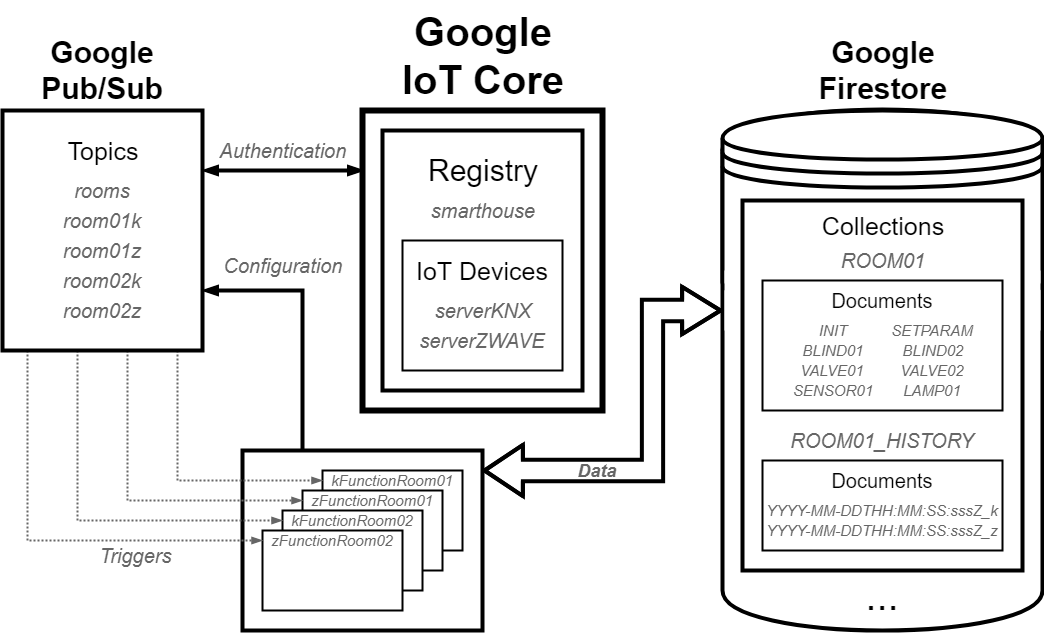 Google
Pub/Sub
Topics
rooms
room01k
room01z
room02k
room02z
Authentication
Configuration
Google
IoT Core
Registry
smarthouse
IoT Devices
serverKNX
serverZWAVE
Google
Firestore
Collections
ROOM01
Documents
INIT SETPARAM
BLIND01 BLIND02
VALVE01 VALVE02
SENSOR01 LAMP01
ROOM01_HISTORY
Documents
YYYY-MM-DDTHH:MM:SS:sssZ_k
YYYY-MM-DDTHH:MM:SS:sssZ_z
...
Data
Triggers
kFunctionRoom01
zFunctionRoom01
kFunctionRoom02
zFunctionRoom02